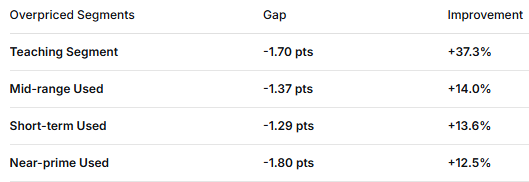 Overpriced Segments Gap Improvement
Teaching Segment -1.70 pts +37.3%
Mid-range Used -1.37 pts +14.0%
Short-term Used -1.29 pts +13.6%
Near-prime Used -1.80 pts +12.5%